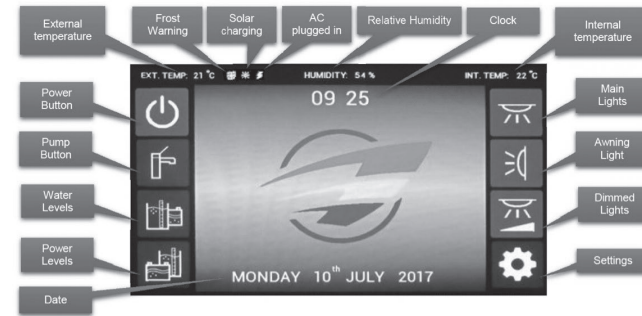 External
temperature
Frost
Warning
Solar
charging
AC
plugged in
Relative Humidity
Clock
Internal
temperature
EXT. TEMP: 21 °C
HUMIDITY: 54 %
INT. TEMP: 22 °C
09 25
Power
Button
Pump
Button
Water
Levels
Power
Levels
Date
Main
Lights
Awning
Light
Dimmed
Lights
Settings
MONDAY 10th JULY 2017